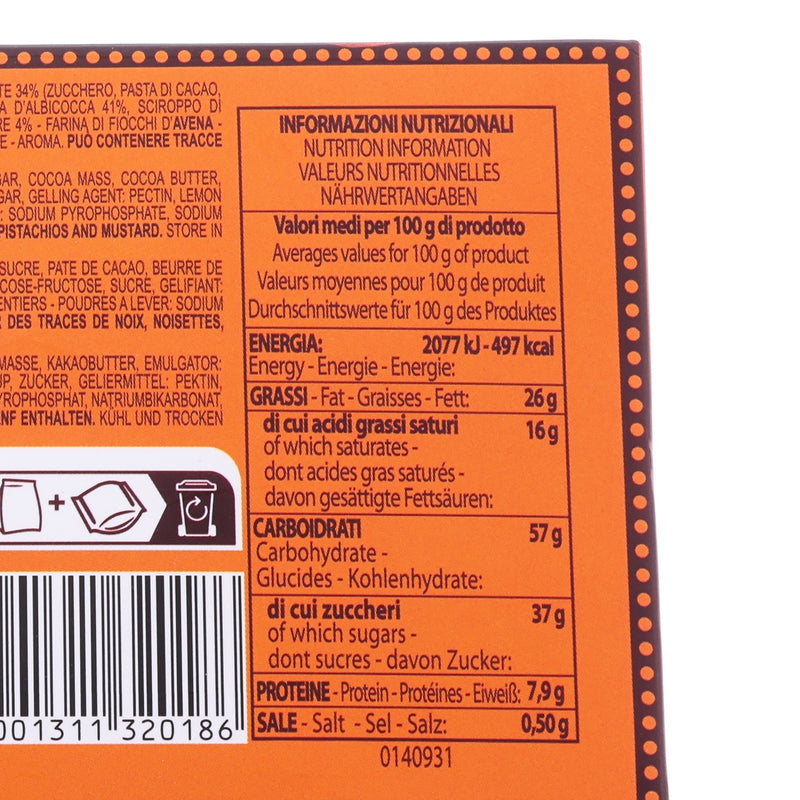 TE 34% (ZUCCHERO, PASTA DI CACAO,
A D'ALBICOCCA 41%, SCIROPPO DI
RE 4% - FARINA DI FIOCCHI D'AVENA -
E - AROMA. PUÒ CONTENERE TRACCE
GAR, COCOA MASS, COCOA BUTTER,
GAR, GELLING AGENT: PECTIN, LEMON
: SODIUM PYROPHOSPHATE, SODIUM
PISTACHIOS AND MUSTARD. STORE IN
SUCRE, PATE DE CACAO, BEURRE DE
COSE-FRUCTOSE, SUCRE, GELIFIANT:
ENTIERS - POUDRES A LEVER: SODIUM
R DES TRACES DE NOIX, NOISETTES,
MASSE, KAKAOBUTTER, EMULGATOR:
UP, ZUCKER, GELIERMITTEL: PEKTIN,
YROPHOSPHAT, NATRIUMBIKARBONAT,
NF ENTHALTEN. KÜHL UND TROCKEN
+
001311 320186
INFORMAZIONI NUTRIZIONALI
NUTRITION INFORMATION
VALEURS NUTRITIONNELLES
NÄHRWERTANGABEN
Valori medi per 100 g di prodotto
Averages values for 100 g of product
Valeurs moyennes pour 100 g de produit
Durchschnittswerte für 100 g des Produktes
ENERGIA: 2077 kJ - 497 kcal
Energy - Energie - Energie:
GRASSI - Fat - Graisses - Fett: 26 g
di cui acidi grassi saturi 16 g
of which saturates -
dont acides gras saturés -
davon gesättigte Fettsäuren:
CARBOIDRATI 57 g
Carbohydrate -
Glucides - Kohlenhydrate:
di cui zuccheri 37 g
of which sugars -
dont sucres - davon Zucker:
PROTEINE - Protein - Protéines - Eiweiß: 7,9 g
SALE - Salt - Sel - Salz: 0,50 g
0140931